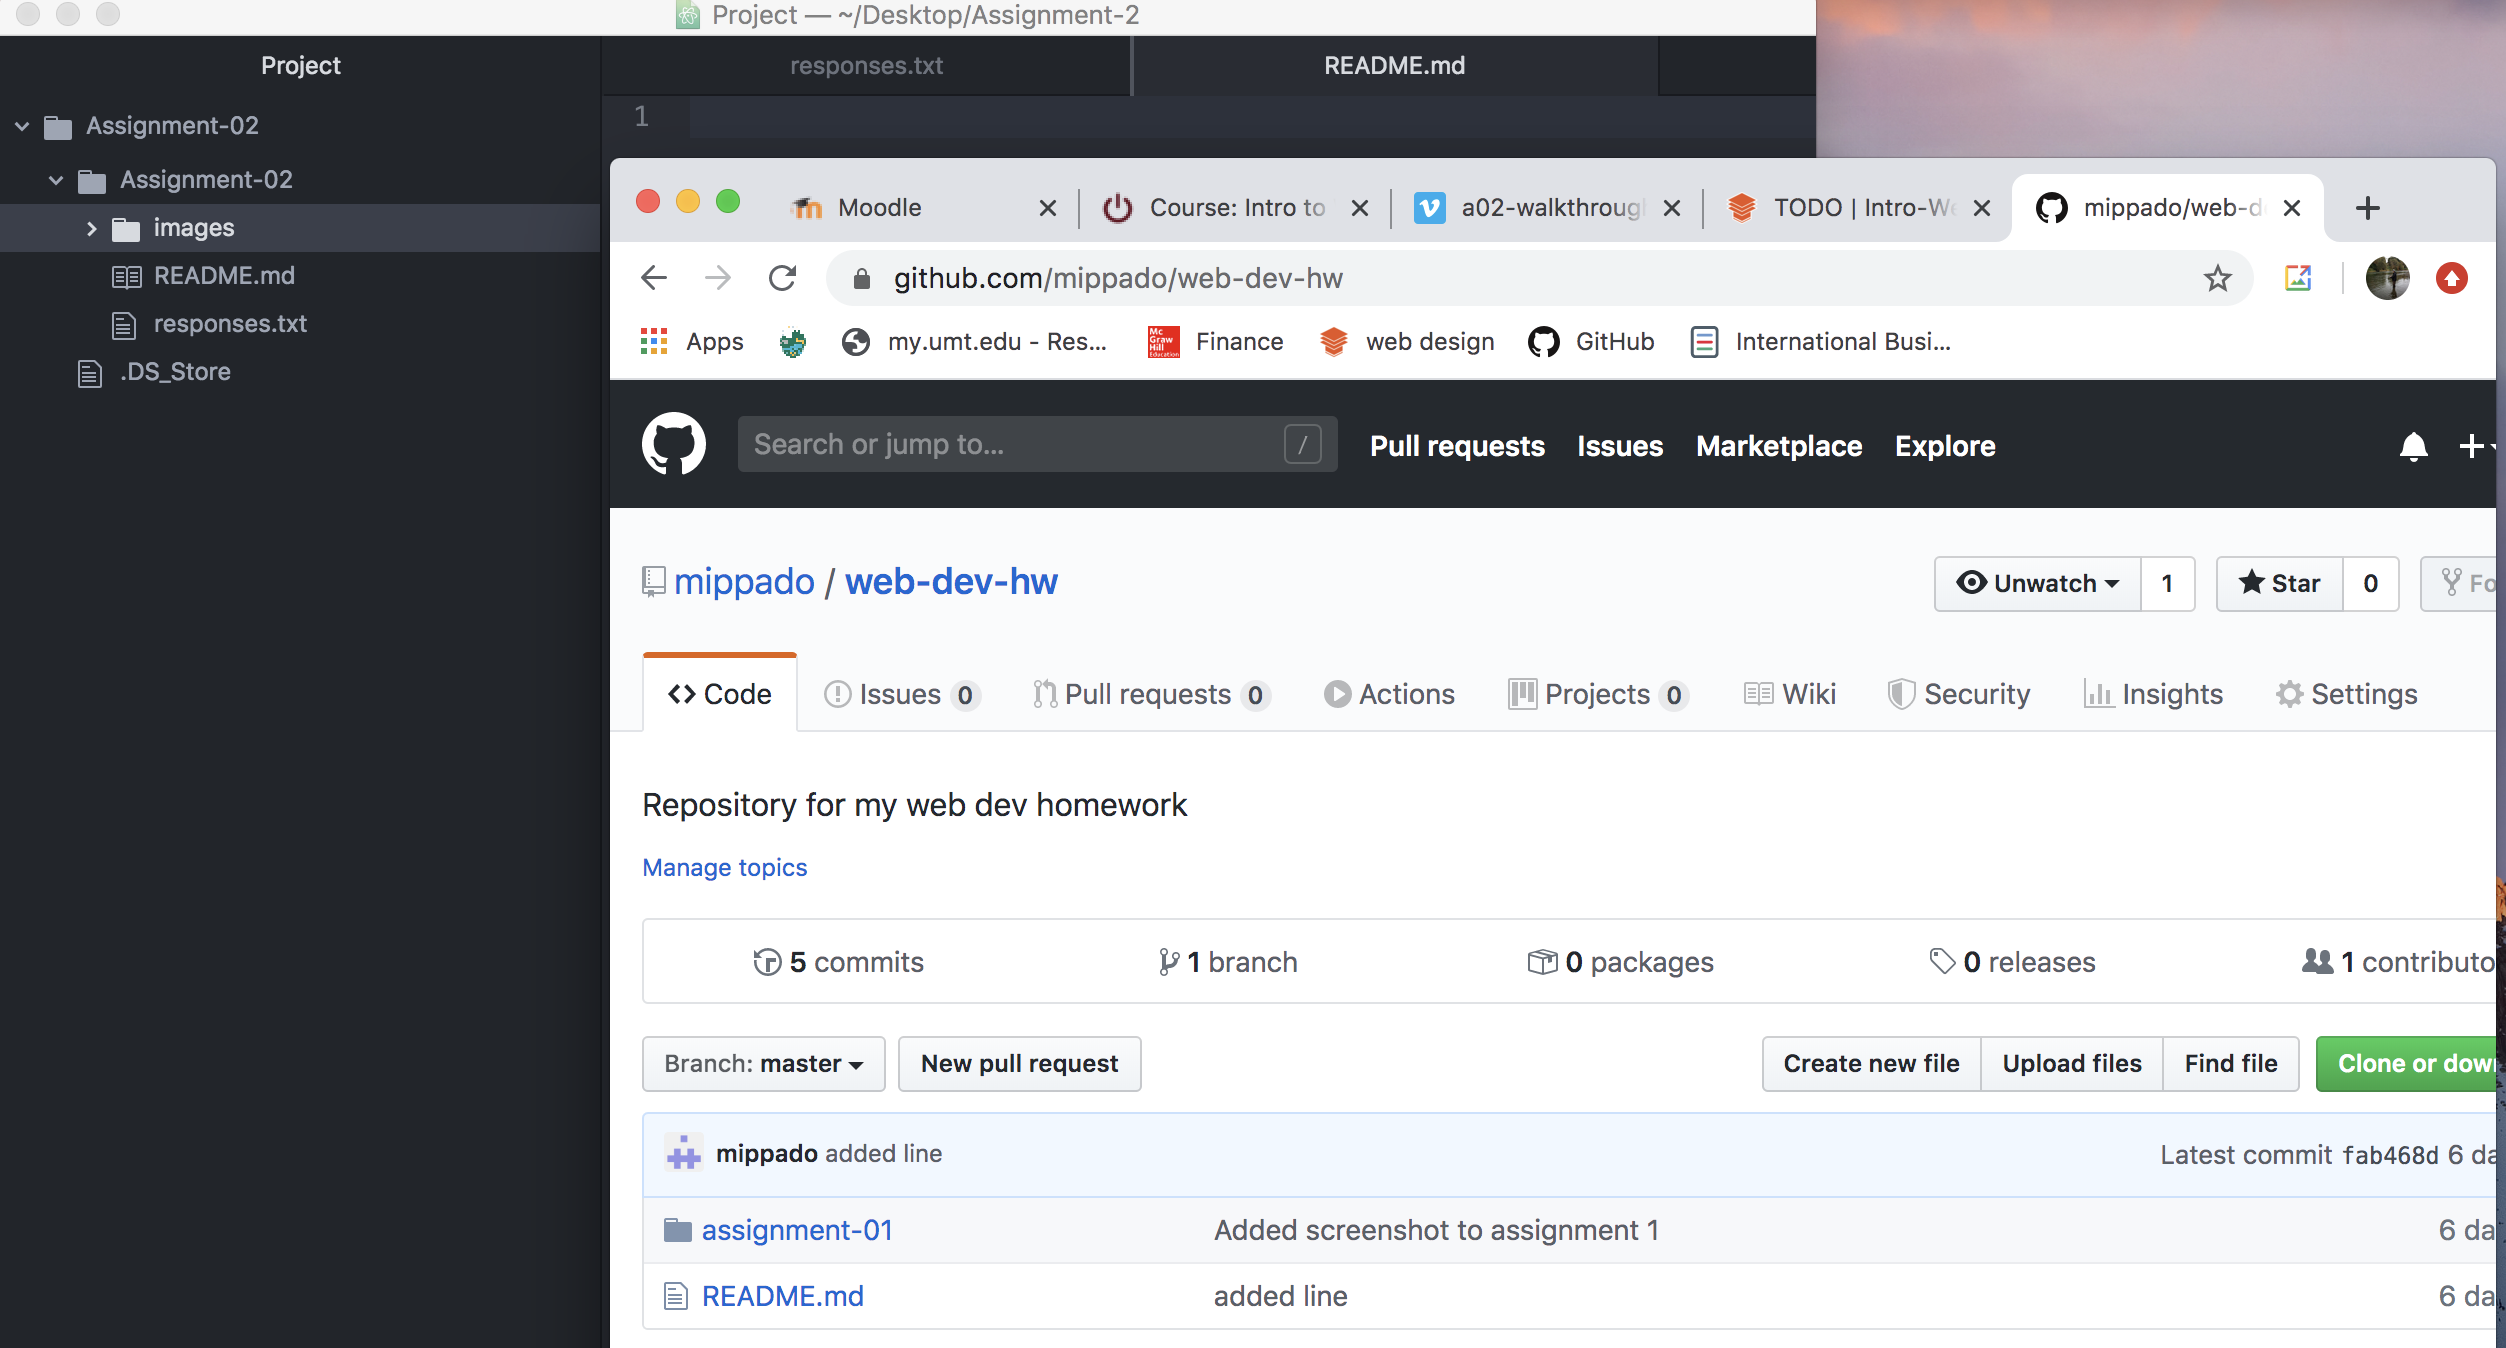 Project — ~/Desktop/Assignment-2
Project
responses.txt
README.md
Assignment-02
Assignment-02
images
README.md
responses.txt
.DS_Store
1
Moodle
Course: Intro to
a02-walkthroug
TODO | Intro-We
mippado/web-d
github.com/mippado/web-dev-hw
Apps
my.umt.edu - Res...
Mc Graw Hill Education
Finance
web design
GitHub
International Busi...
Search or jump to...
/
Pull requests
Issues
Marketplace
Explore
mippado / web-dev-hw
Unwatch 1
Star 0
Fo
Code
Issues 0
Pull requests 0
Actions
Projects 0
Wiki
Security
Insights
Settings
Repository for my web dev homework
Manage topics
5 commits
1 branch
0 packages
0 releases
1 contributo
Branch: master
New pull request
Create new file
Upload files
Find file
Clone or dow
mippado added line
Latest commit fab468d 6 da
assignment-01
Added screenshot to assignment 1
6 da
README.md
added line
6 da